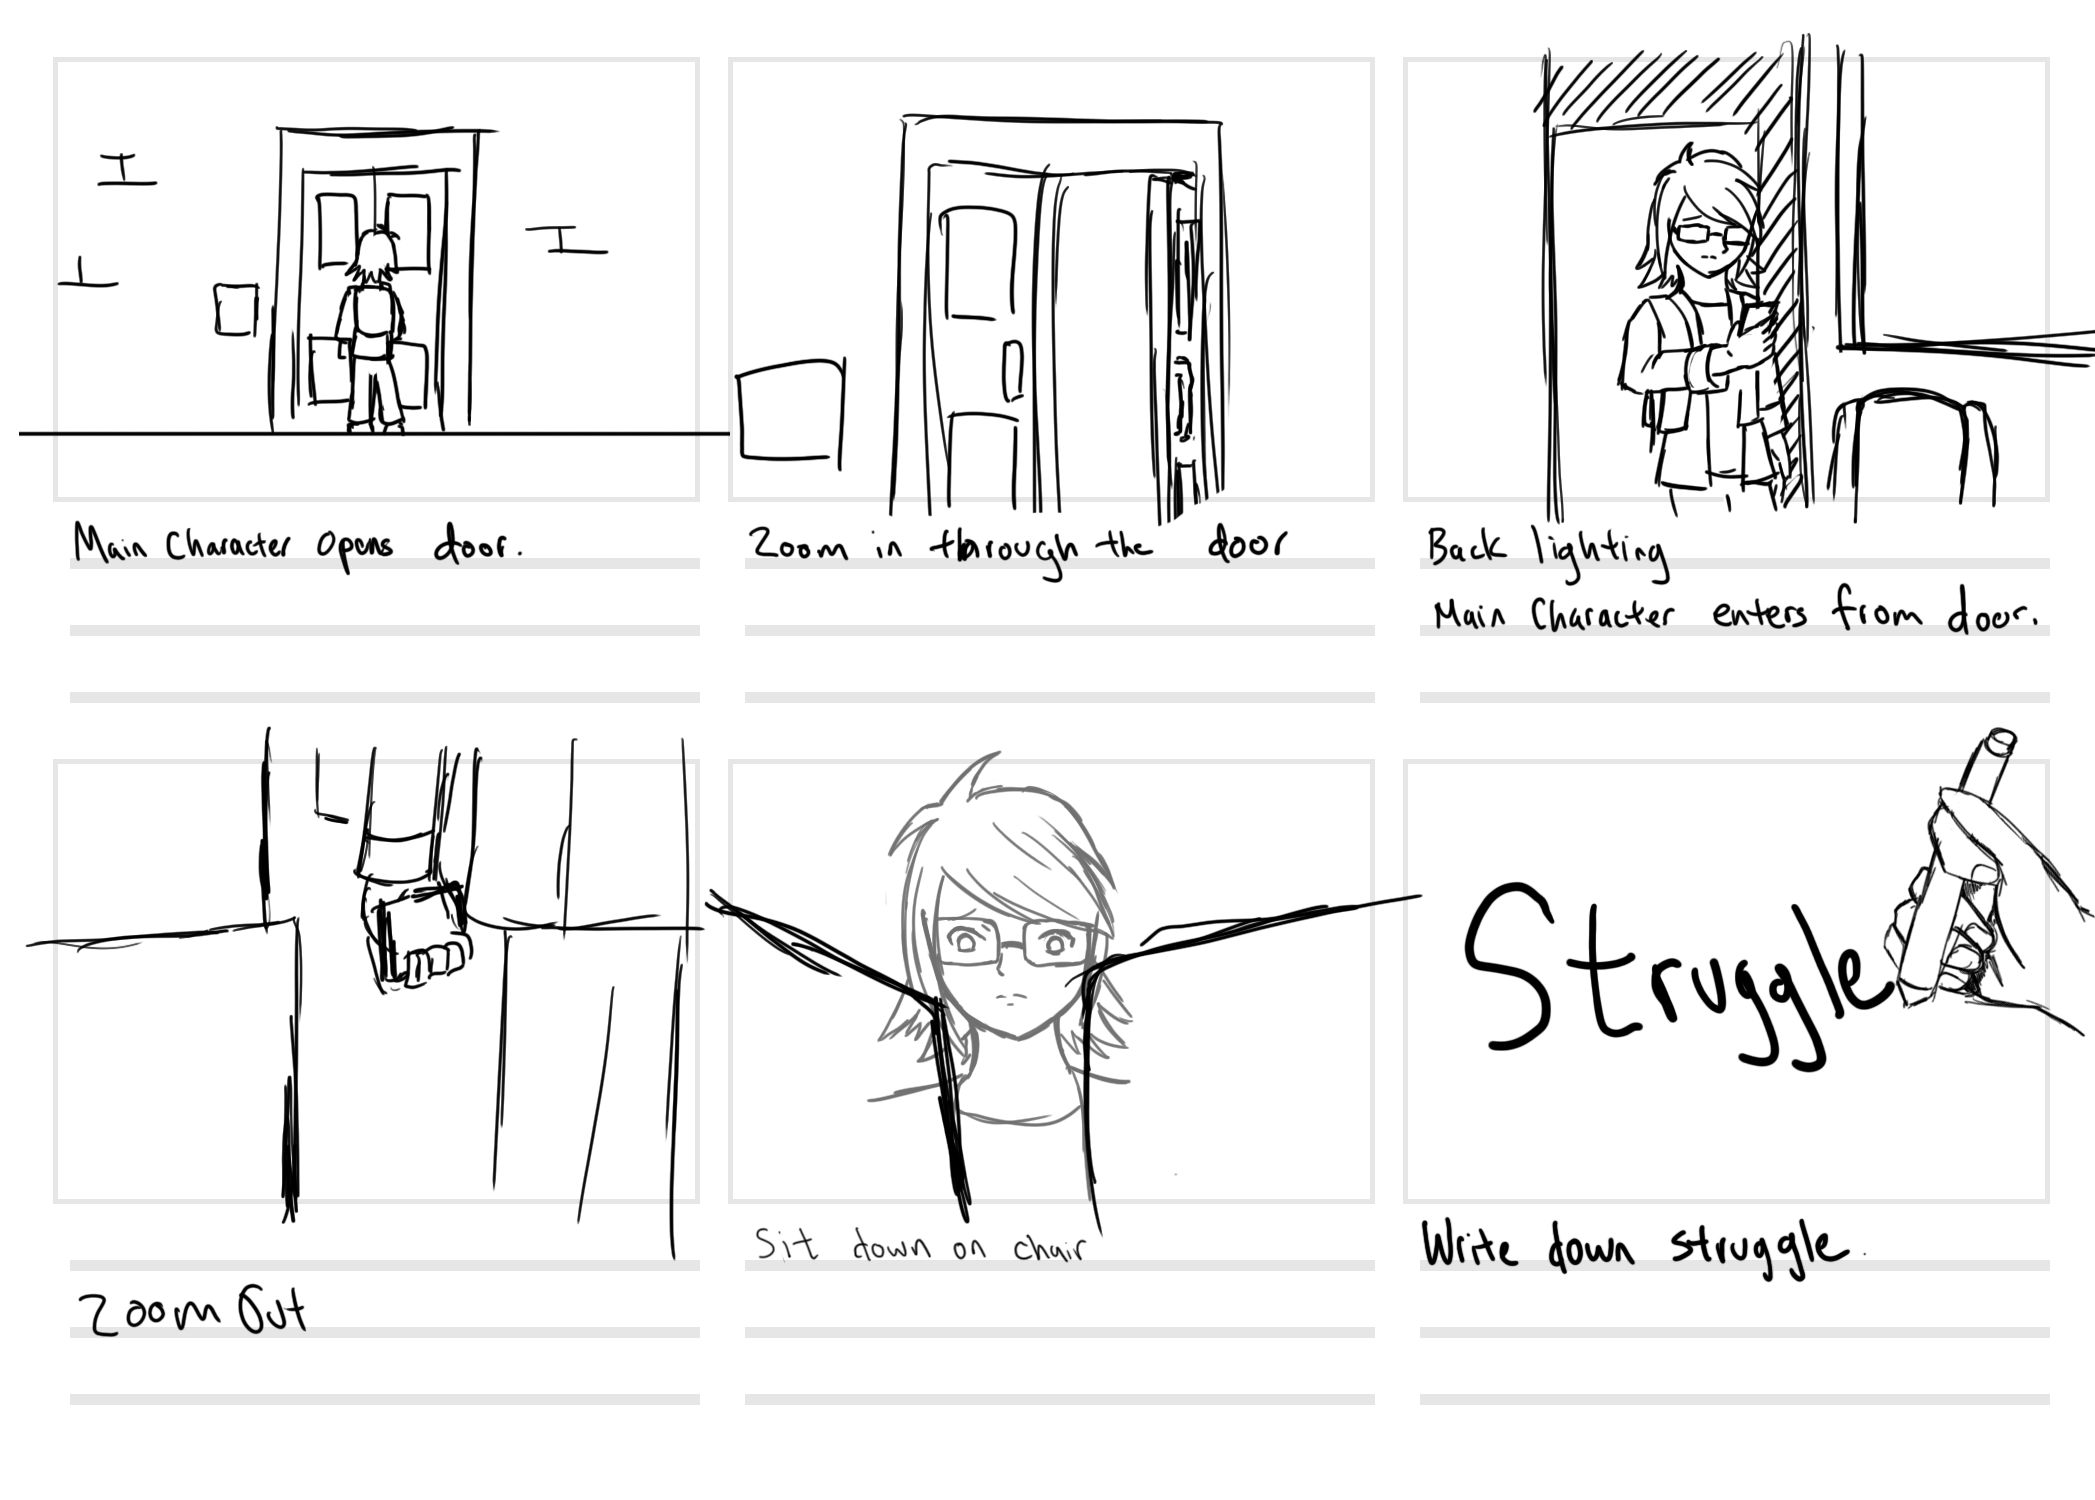 Main Character Opens door.
Zoom in through the door
Back lighting
Main Character enters from door.
Zoom Out
Sit down on chair
Struggle
Write down struggle.